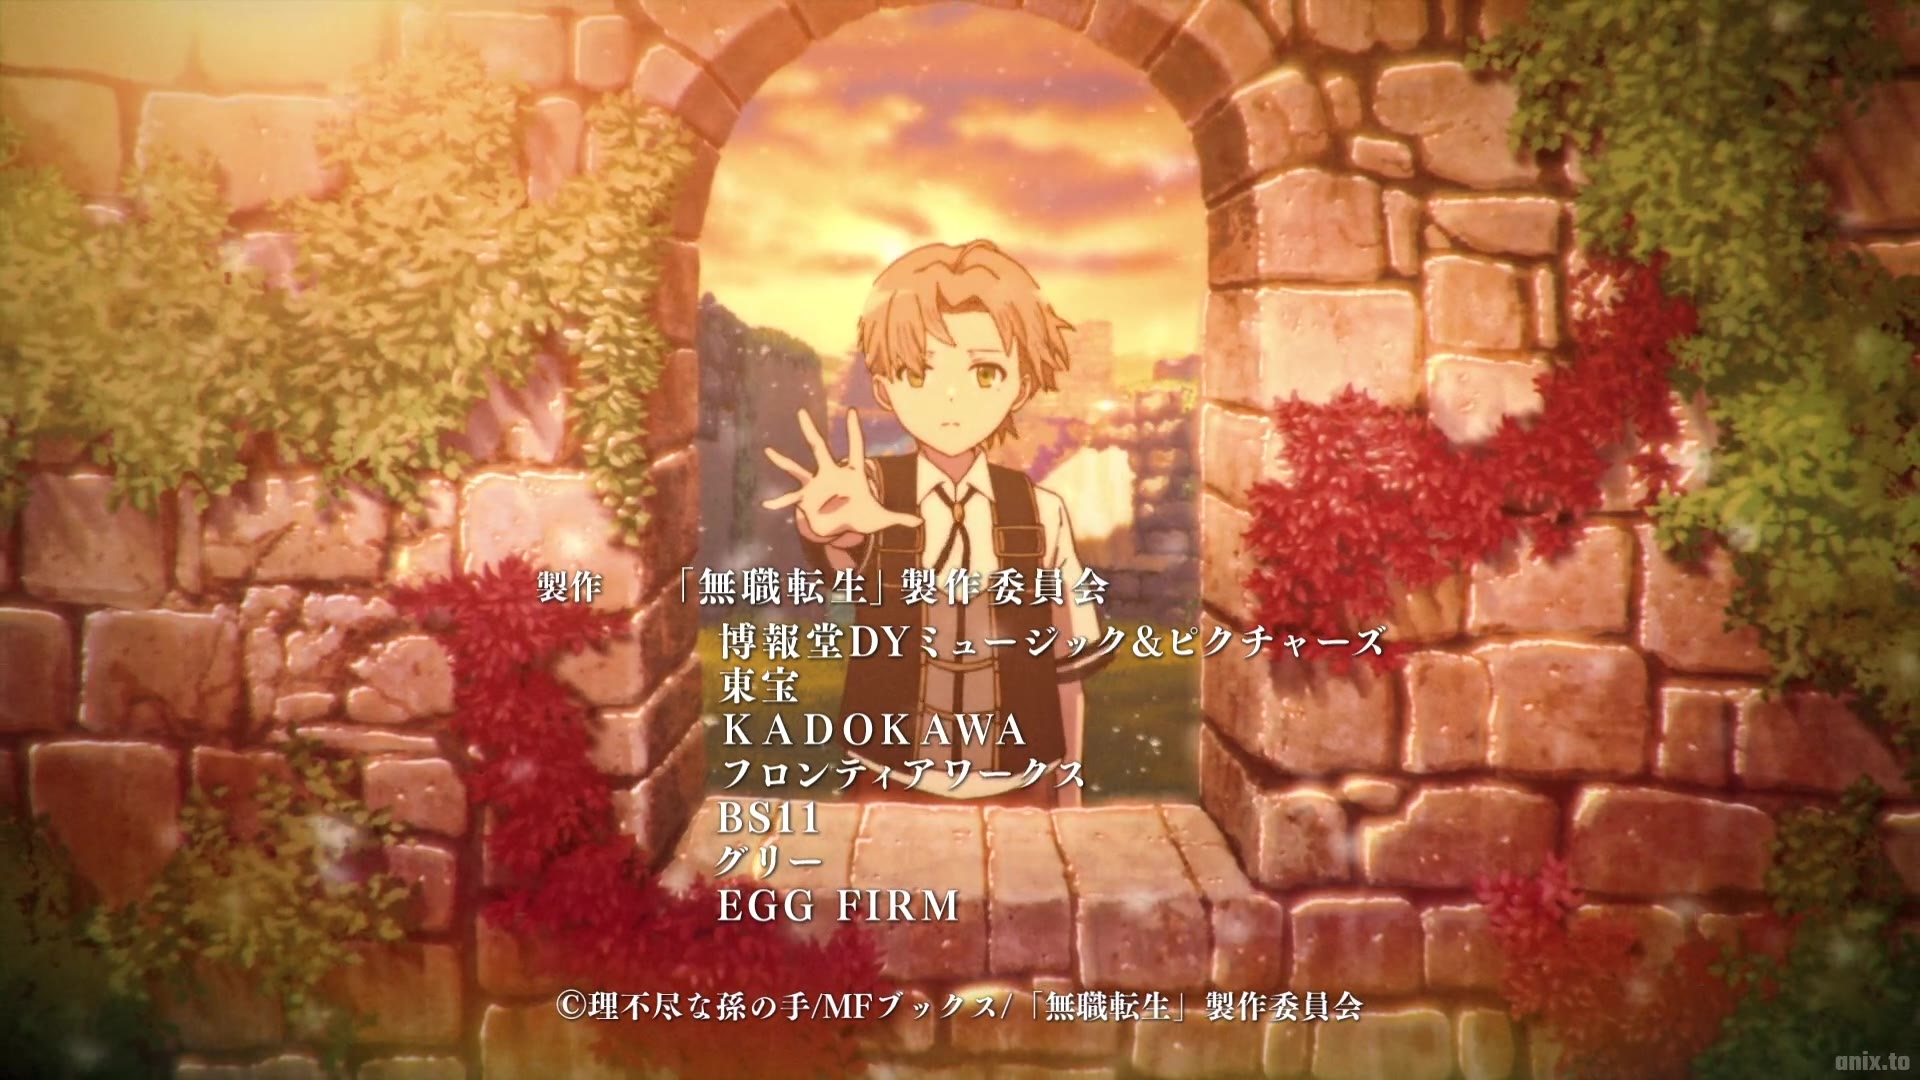 製作 「無職転生」製作委員会
博報堂DYミュージック&ピクチャーズ
東宝
KADOKAWA
フロンティアワークス
BS11
グリー
EGG FIRM
©理不尽な孫の手/MFブックス/「無職転生」製作委員会
anix.to